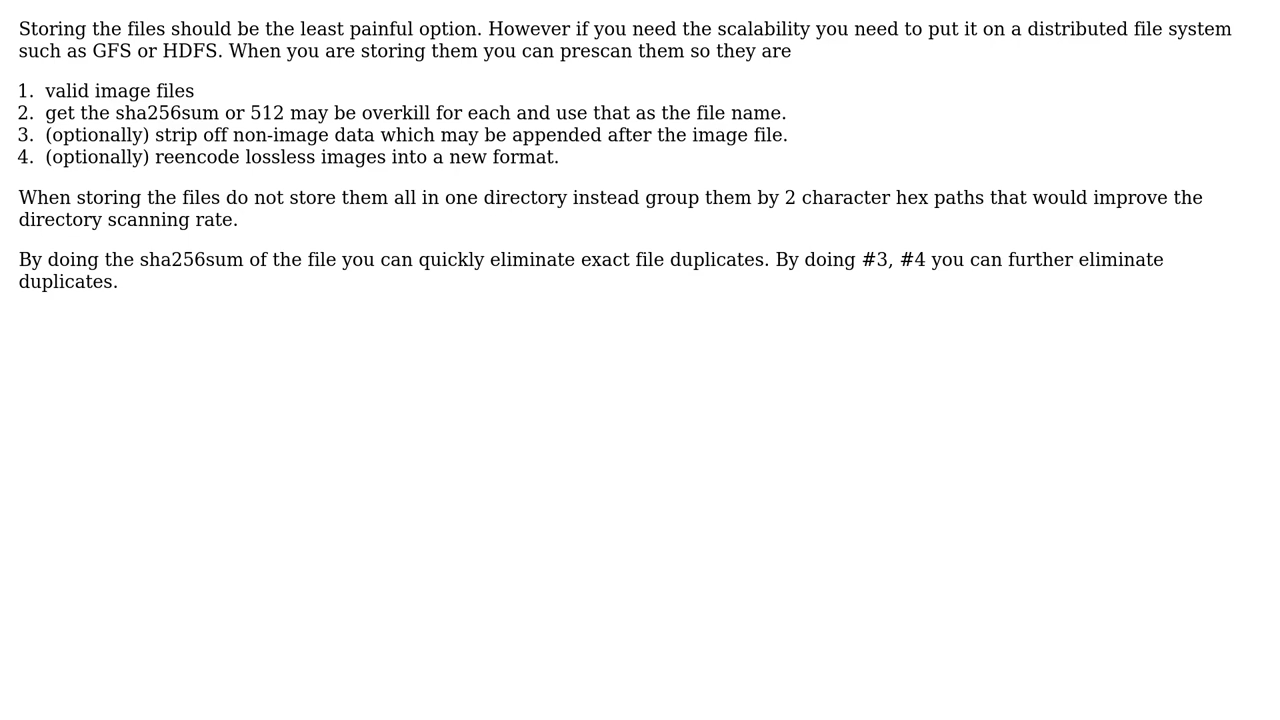 Storing the files should be the least painful option. However if you need the scalability you need to put it on a distributed file system
such as GFS or HDFS. When you are storing them you can prescan them so they are
1. valid image files
2. get the sha256sum or 512 may be overkill for each and use that as the file name.
3. (optionally) strip off non-image data which may be appended after the image file.
4. (optionally) reencode lossless images into a new format.
When storing the files do not store them all in one directory instead group them by 2 character hex paths that would improve the
directory scanning rate.
By doing the sha256sum of the file you can quickly eliminate exact file duplicates. By doing #3, #4 you can further eliminate
duplicates.